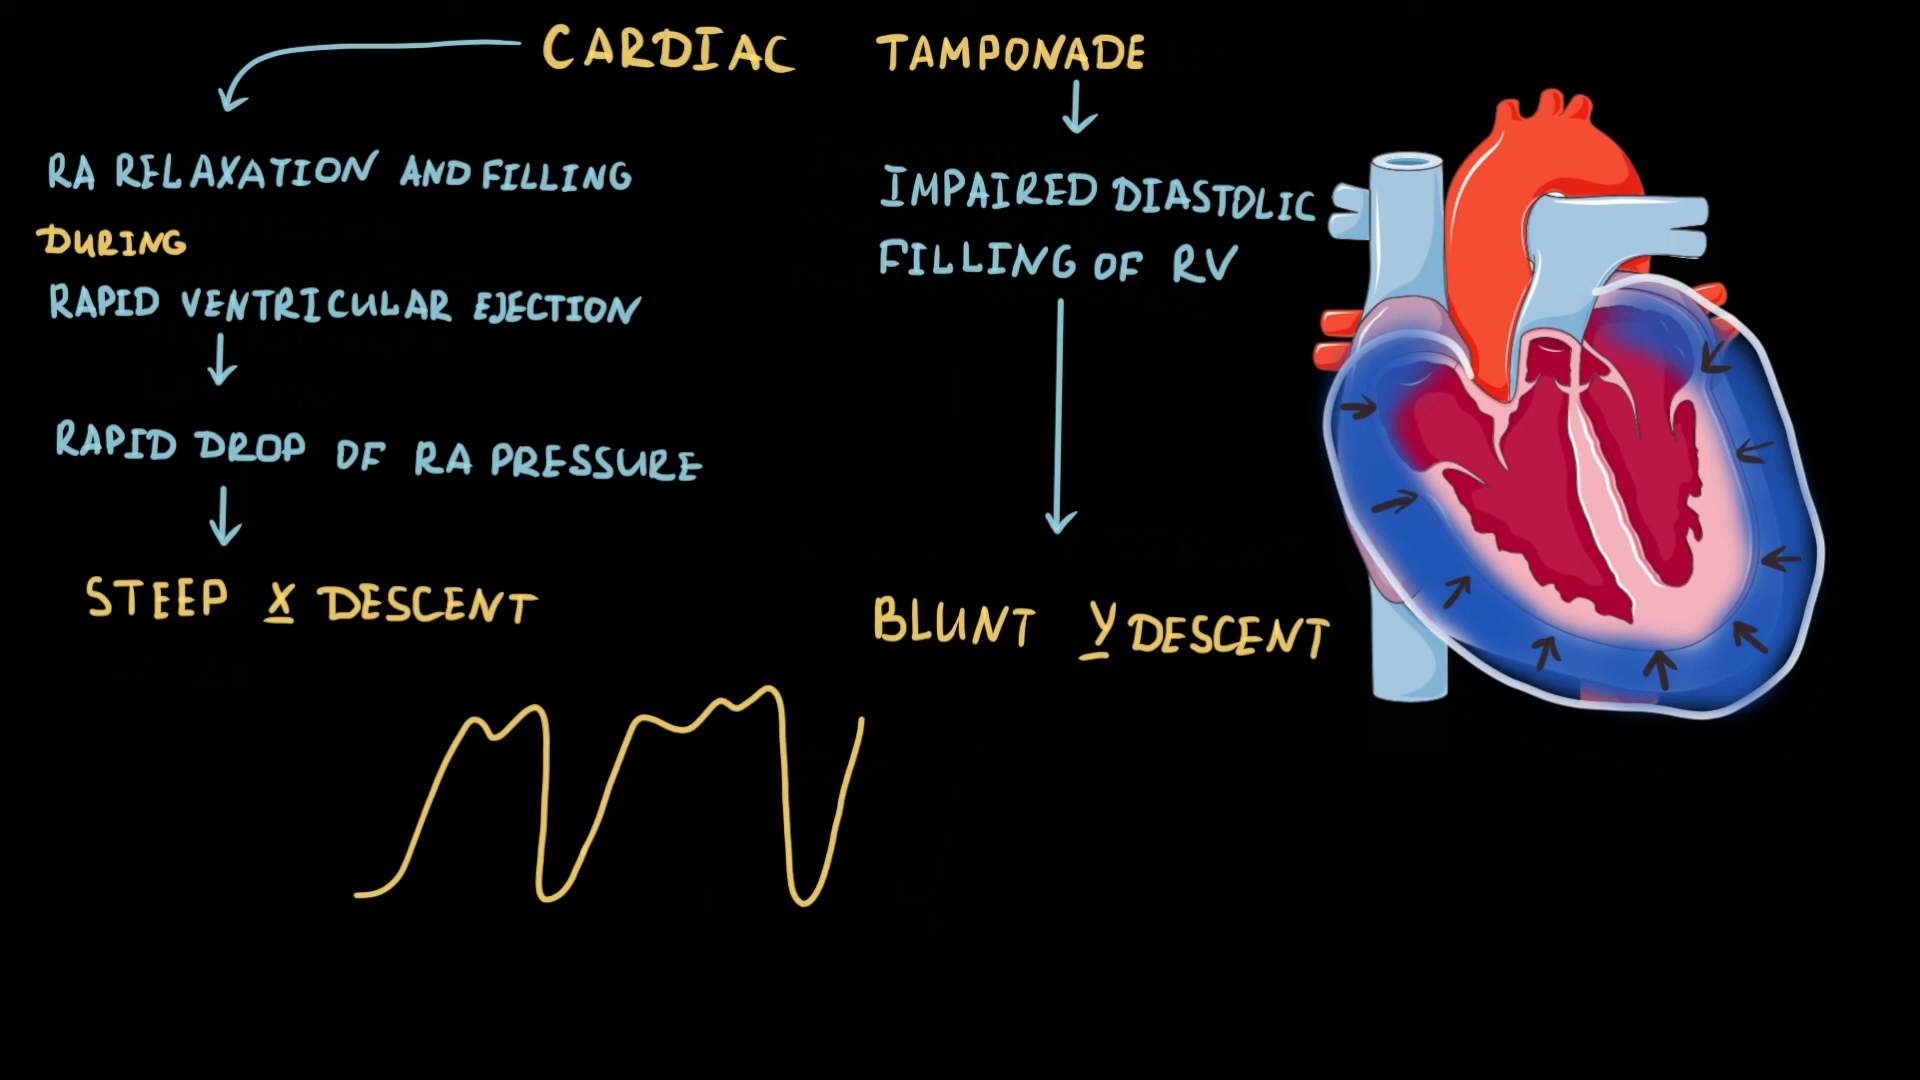 CARDIAC TAMPONADE
RA RELAXATION AND FILLING
DURING
RAPID VENTRICULAR EJECTION
RAPID DROP OF RA PRESSURE
STEEP X DESCENT
IMPAIRED DIASTOLIC
FILLING OF RV
BLUNT Y DESCENT